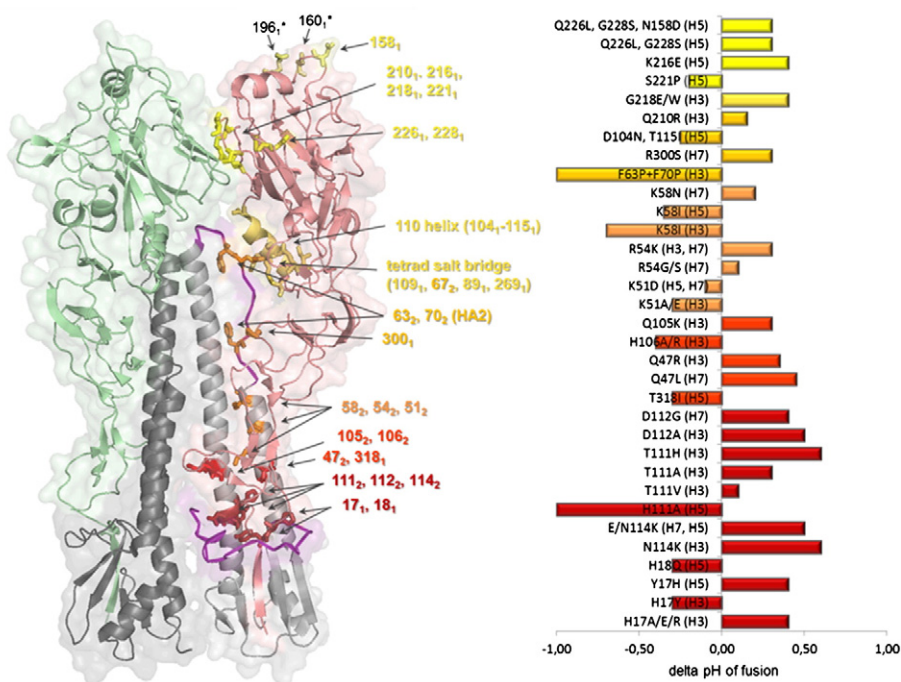 196₁* 160₁*
158₁
210₁, 216₁,
218₁, 221₁
226₁, 228₁
110 helix (104₁-115₁)
tetrad salt bridge
(109₁, 67₂, 89₁, 269₁)
63₂, 70₂ (HA2)
300₁
58₂, 54₂, 51₂
105₂, 106₂
47₂, 318₁
111₂, 112₂, 114₂
17₁, 18₁
Q226L, G228S, N158D (H5)
Q226L, G228S (H5)
K216E (H5)
S221P (H5)
G218E/W (H3)
Q210R (H3)
D104N, T115I (H5)
R300S (H7)
F63P+F70P (H3)
K58N (H7)
K58I (H5)
K58I (H3)
R54K (H3, H7)
R54G/S (H7)
K51D (H5, H7)
K51A/E (H3)
Q105K (H3)
H106A/R (H3)
Q47R (H3)
Q47L (H7)
T318I (H5)
D112G (H7)
D112A (H3)
T111H (H3)
T111A (H3)
T111V (H3)
H111A (H5)
E/N114K (H7, H5)
N114K (H3)
H18Q (H5)
Y17H (H5)
H17Y (H3)
H17A/E/R (H3)
-1,00 -0,50 0,00 0,50 1,00
delta pH of fusion